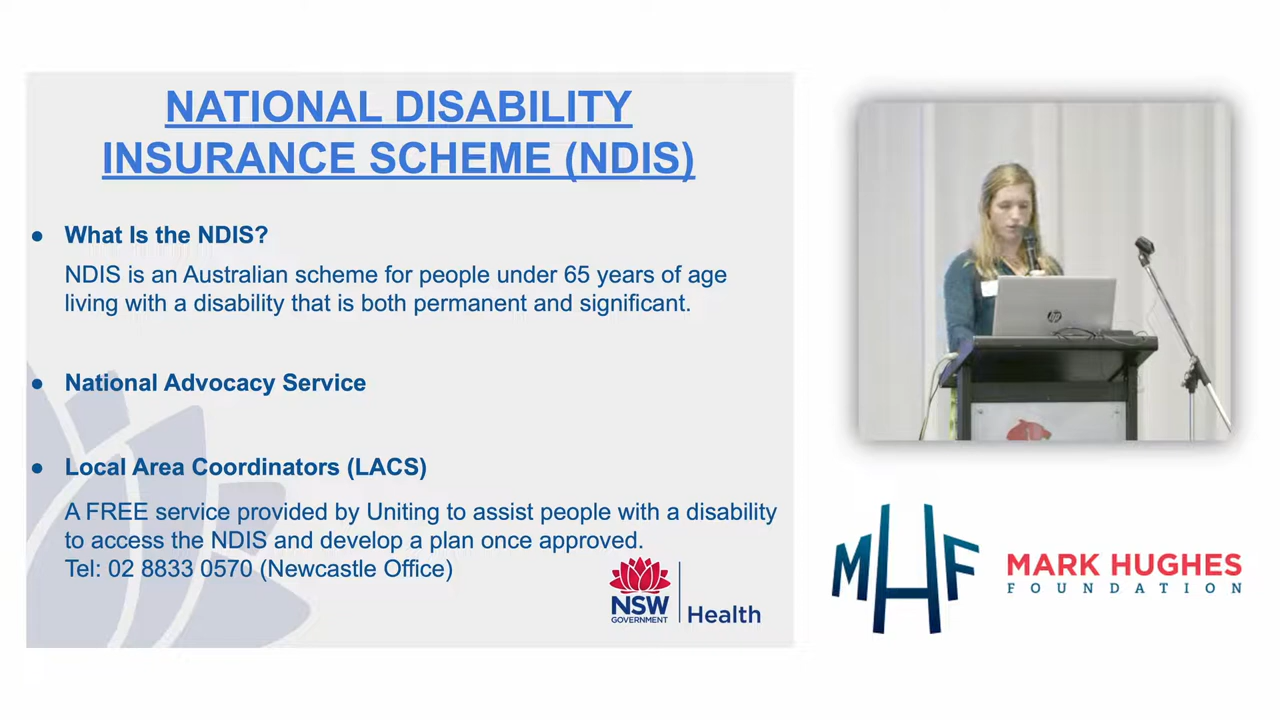 NATIONAL DISABILITY
INSURANCE SCHEME (NDIS)
● What Is the NDIS?
NDIS is an Australian scheme for people under 65 years of age
living with a disability that is both permanent and significant.
● National Advocacy Service
● Local Area Coordinators (LACS)
A FREE service provided by Uniting to assist people with a disability
to access the NDIS and develop a plan once approved.
Tel: 02 8833 0570 (Newcastle Office)
NSW
GOVERNMENT
Health
hp
MHF
MARK HUGHES
FOUNDATION